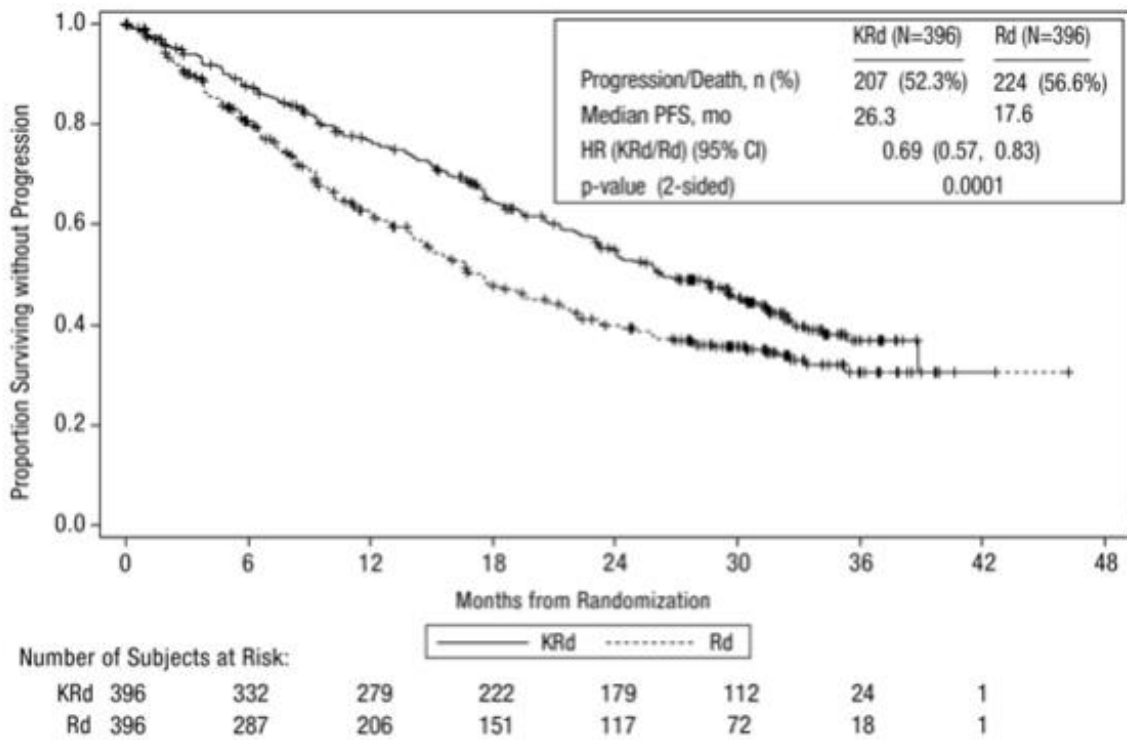 KRd (N=396) Rd (N=396)
Progression/Death, n (%) 207 (52.3%) 224 (56.6%)
Median PFS, mo 26.3 17.6
HR (KRd/Rd) (95% CI) 0.69 (0.57, 0.83)
p-value (2-sided) 0.0001
Proportion Surviving without Progression
1.0
0.8
0.6
0.4
0.2
0.0
0 6 12 18 24 30 36 42 48
Months from Randomization
KRd Rd
Number of Subjects at Risk:
KRd 396 332 279 222 179 112 24 1
Rd 396 287 206 151 117 72 18 1